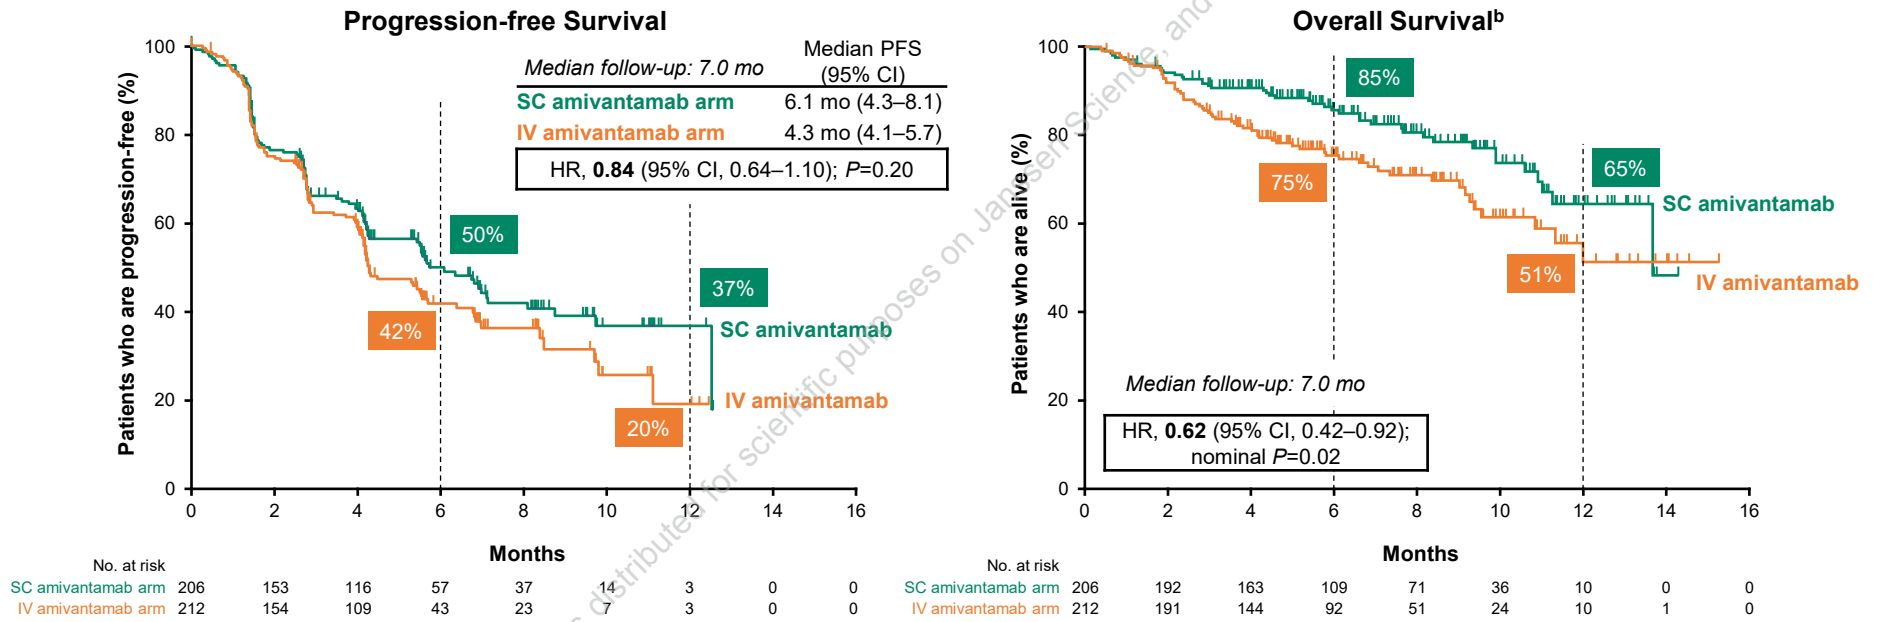 Progression-free Survival
Patients who are progression-free (%)
100
80
60
40
20
0
Median follow-up: 7.0 mo
Median PFS
(95% CI)
SC amivantamab arm 6.1 mo (4.3–8.1)
IV amivantamab arm 4.3 mo (4.1–5.7)
HR, 0.84 (95% CI, 0.64–1.10); P=0.20
50%
42%
37%
20%
SC amivantamab
IV amivantamab
0 2 4 6 8 10 12 14 16
Months
No. at risk
SC amivantamab arm 206 153 116 57 37 14 3 0 0
IV amivantamab arm 212 154 109 43 23 7 3 0 0
Overall Survivalᵇ
Patients who are alive (%)
100
80
60
40
20
0
85%
75%
65%
51%
SC amivantamab
IV amivantamab
Median follow-up: 7.0 mo
HR, 0.62 (95% CI, 0.42–0.92);
nominal P=0.02
0 2 4 6 8 10 12 14 16
Months
No. at risk
SC amivantamab arm 206 192 163 109 71 36 10 0 0
IV amivantamab arm 212 191 144 92 51 24 10 1 0
distributed for scientific purposes on Janssen Science, and